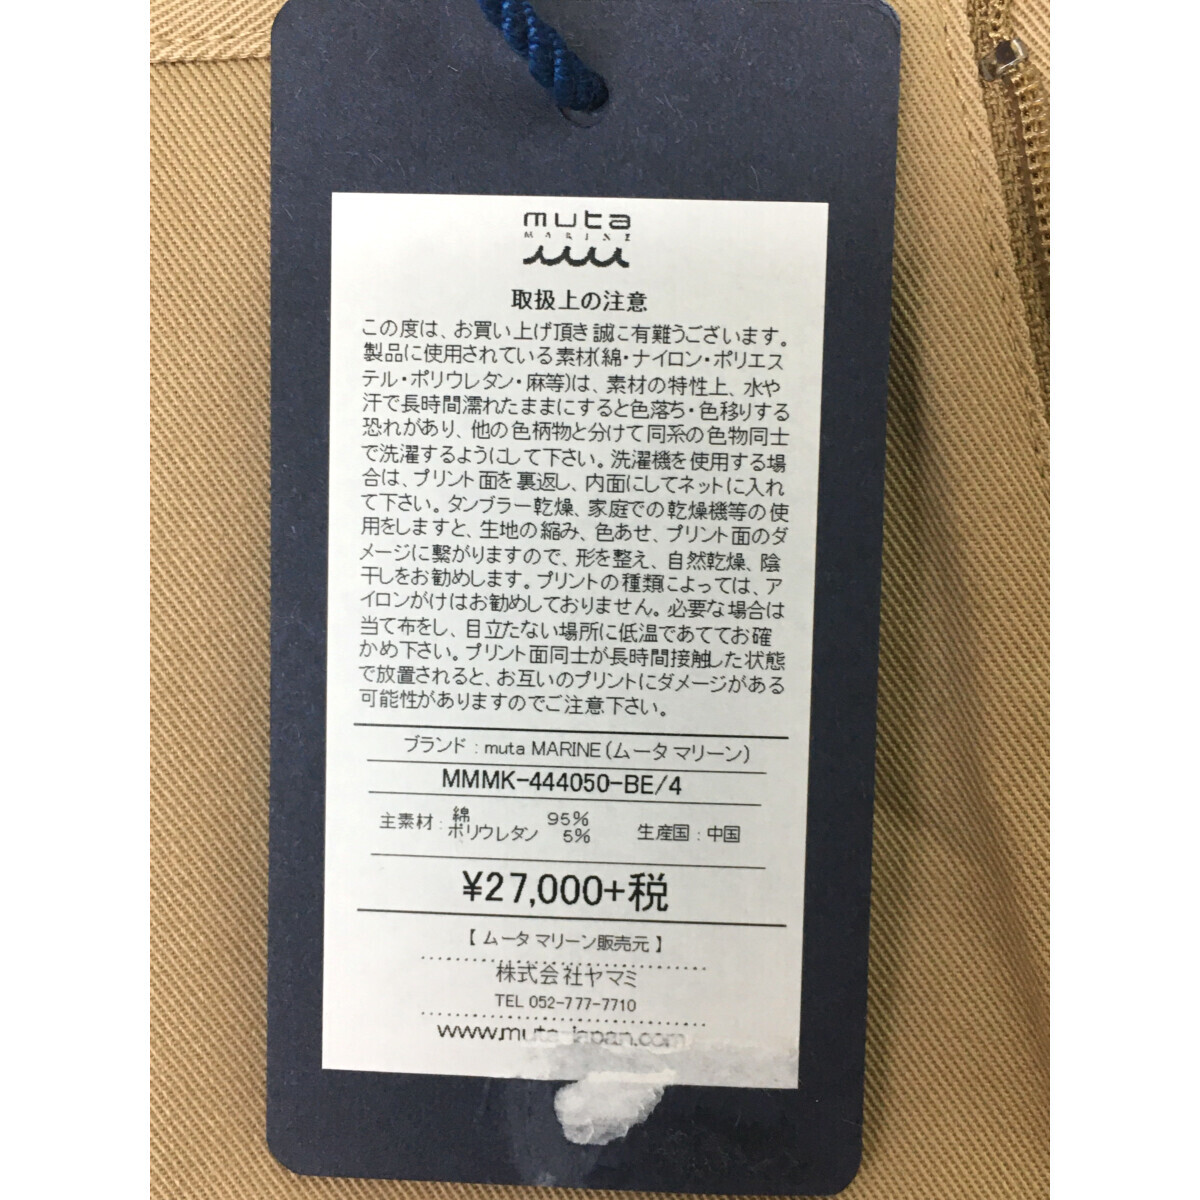 muta
MARINE
取扱上の注意
この度は、お買い上げ頂き誠に有難うございます。
製品に使用されている素材(綿・ナイロン・ポリエス
テル・ポリウレタン・麻等)は、素材の特性上、水や
汗で長時間濡れたままにすると色落ち・色移りする
恐れがあり、他の色柄物と分けて同系の色物同士
で洗濯するようにして下さい。洗濯機を使用する場
合は、プリント面を裏返し、内面にしてネットに入れ
て下さい。タンブラー乾燥、家庭での乾燥機等の使
用をしますと、生地の縮み、色あせ、プリント面のダ
メージに繋がりますので、形を整え、自然乾燥、陰
干しをお勧めします。プリントの種類によっては、ア
イロンがけはお勧めしておりません。必要な場合は
当て布をし、目立たない場所に低温であててお確
かめ下さい。プリント面同士が長時間接触した状態
で放置されると、お互いのプリントにダメージがある
可能性がありますのでご注意下さい。
ブランド : muta MARINE(ムータ マリーン)
MMMK-444050-BE/4
主素材 : 綿 95%
ポリウレタン 5% 生産国 : 中国
¥27,000+税
【 ムータ マリーン販売元 】
株式会社ヤマミ
TEL 052-777-7710
www.muta-japan.com